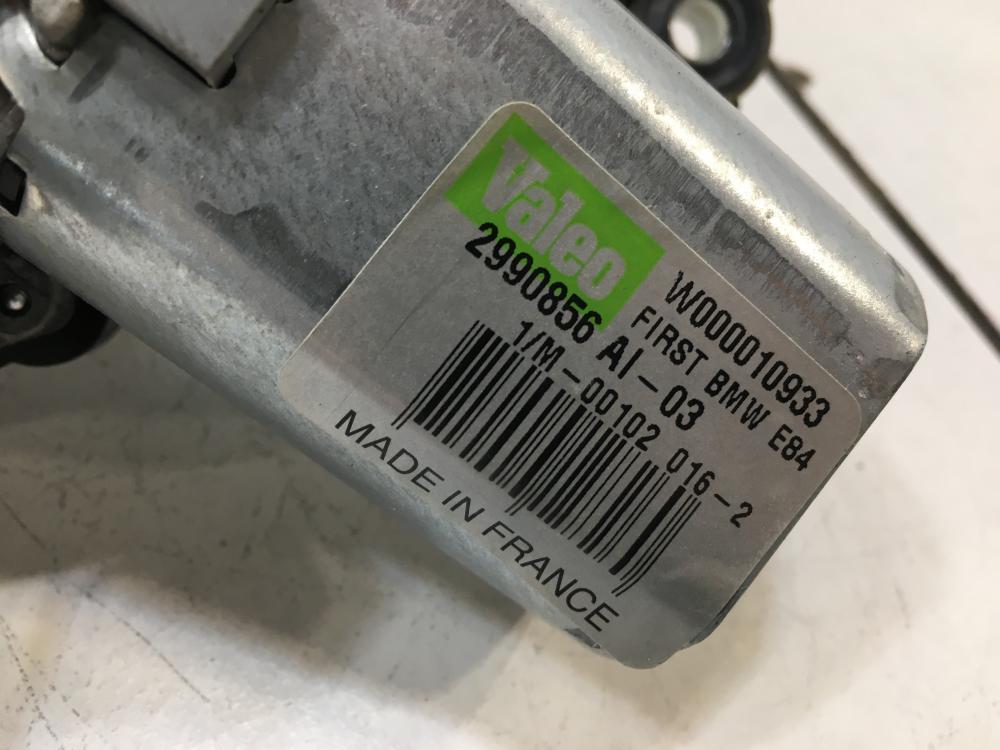 Valeo
W000010933
FIRST BMW E84
2990856 AI-03
1/M-00102 016-2
MADE IN FRANCE